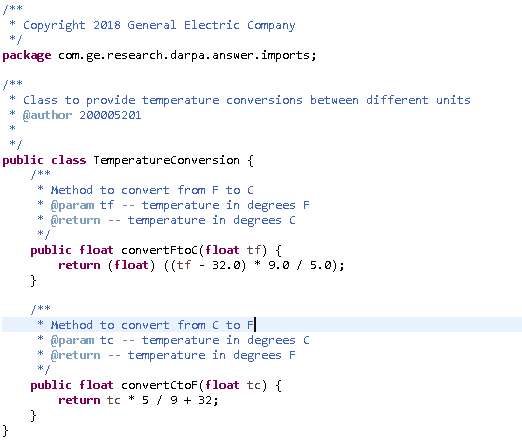 /**
 * Copyright 2018 General Electric Company
 */
package com.ge.research.darpa.answer.imports;

/**
 * Class to provide temperature conversions between different units
 * @author 200005201
 *
 */
public class TemperatureConversion {
    /**
     * Method to convert from F to C
     * @param tf -- temperature in degrees F
     * @return -- temperature in degrees C
     */
    public float convertFtoC(float tf) {
        return (float) ((tf - 32.0) * 9.0 / 5.0);
    }

    /**
     * Method to convert from C to F
     * @param tc -- temperature in degrees C
     * @return -- temperature in degrees F
     */
    public float convertCtoF(float tc) {
        return tc * 5 / 9 + 32;
    }
}